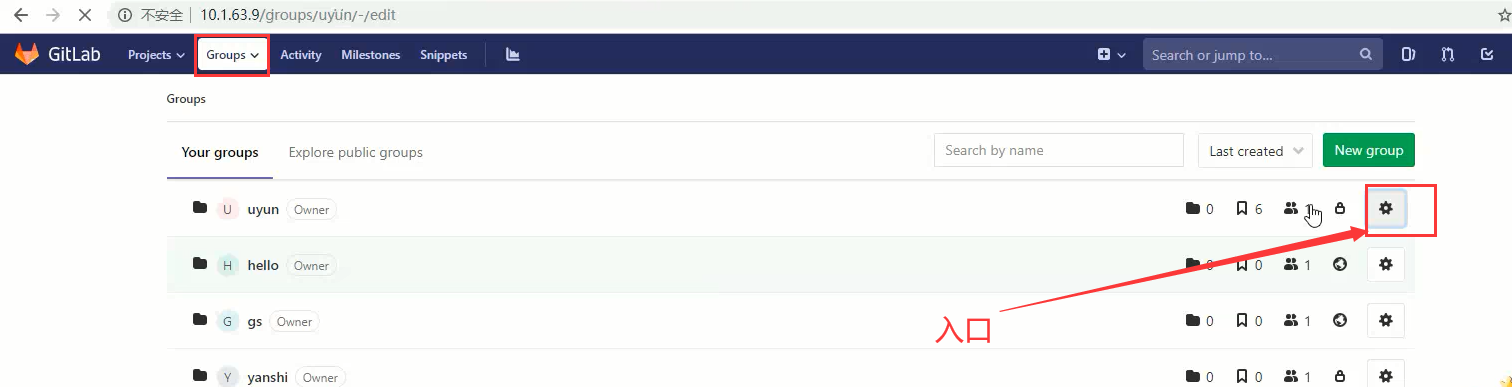 不安全 10.1.63.9/groups/uyun/-/edit
GitLab Projects Groups Activity Milestones Snippets Search or jump to...
Groups
Your groups Explore public groups Search by name Last created New group
U uyun Owner 0 6 1
H hello Owner 0 0 1
G gs Owner 0 0 1
入口
Y yanshi Owner 0 0 1